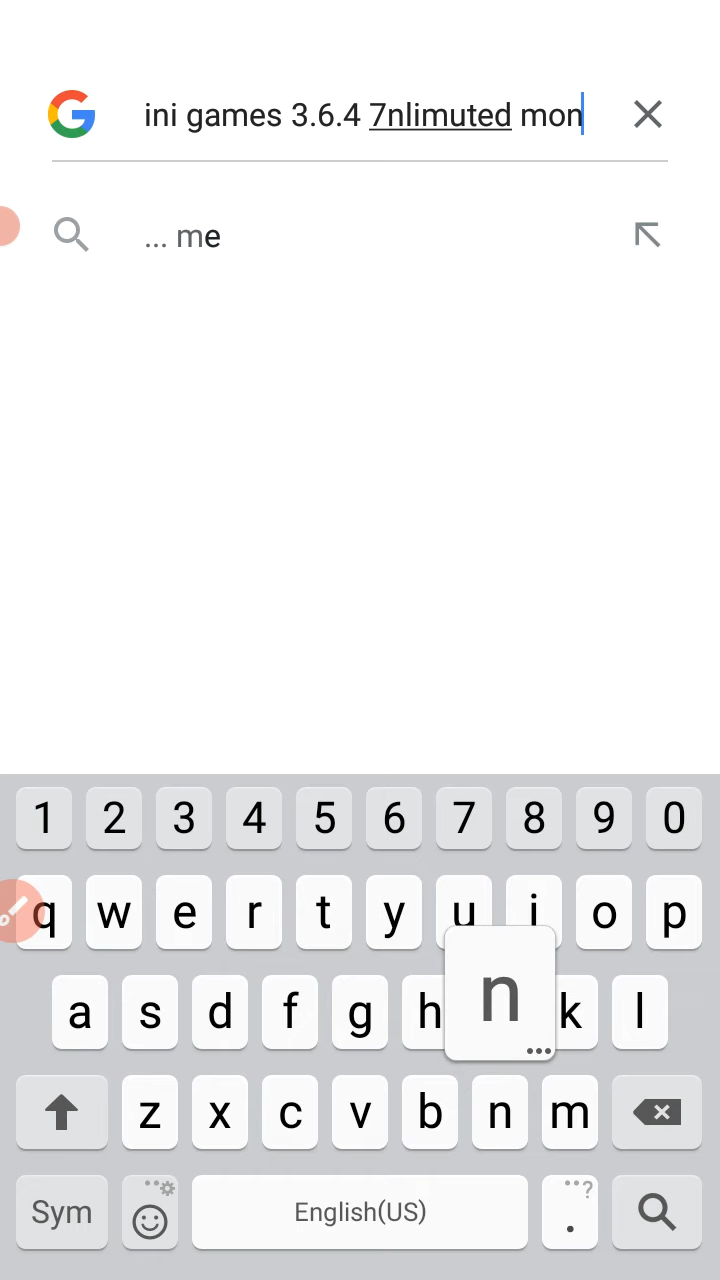 ini games 3.6.4 7nlimuted mon
... me
1 2 3 4 5 6 7 8 9 0
q w e r t y u i o p
n
a s d f g h k l
z x c v b n m
Sym English(US) .